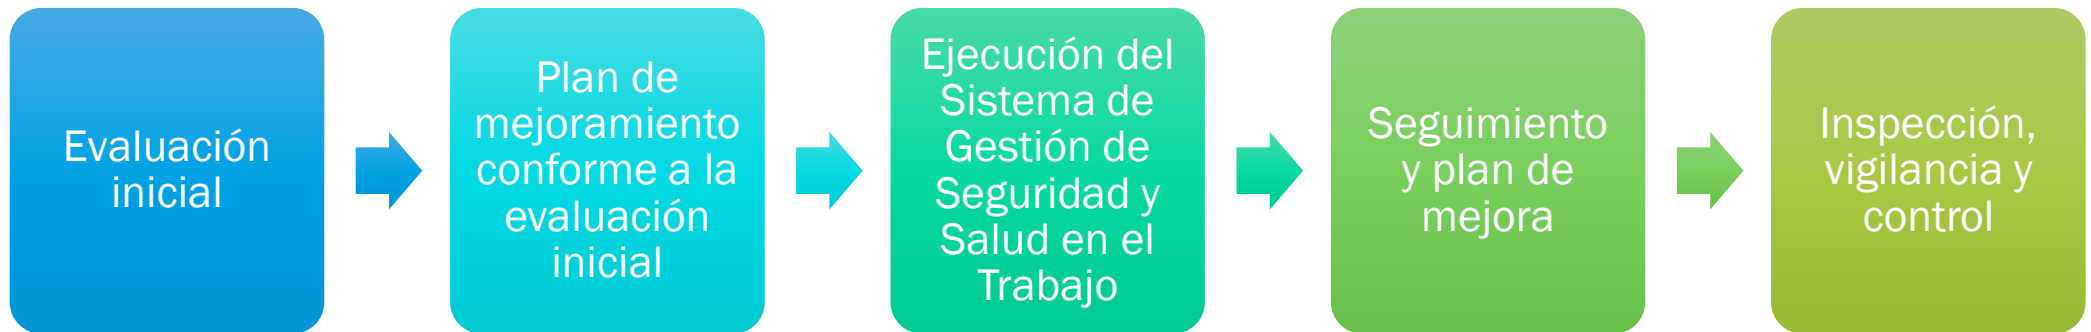 Evaluación
inicial
Plan de
mejoramiento
conforme a la
evaluación
inicial
Ejecución del
Sistema de
Gestión de
Seguridad y
Salud en el
Trabajo
Seguimiento
y plan de
mejora
Inspección,
vigilancia y
control